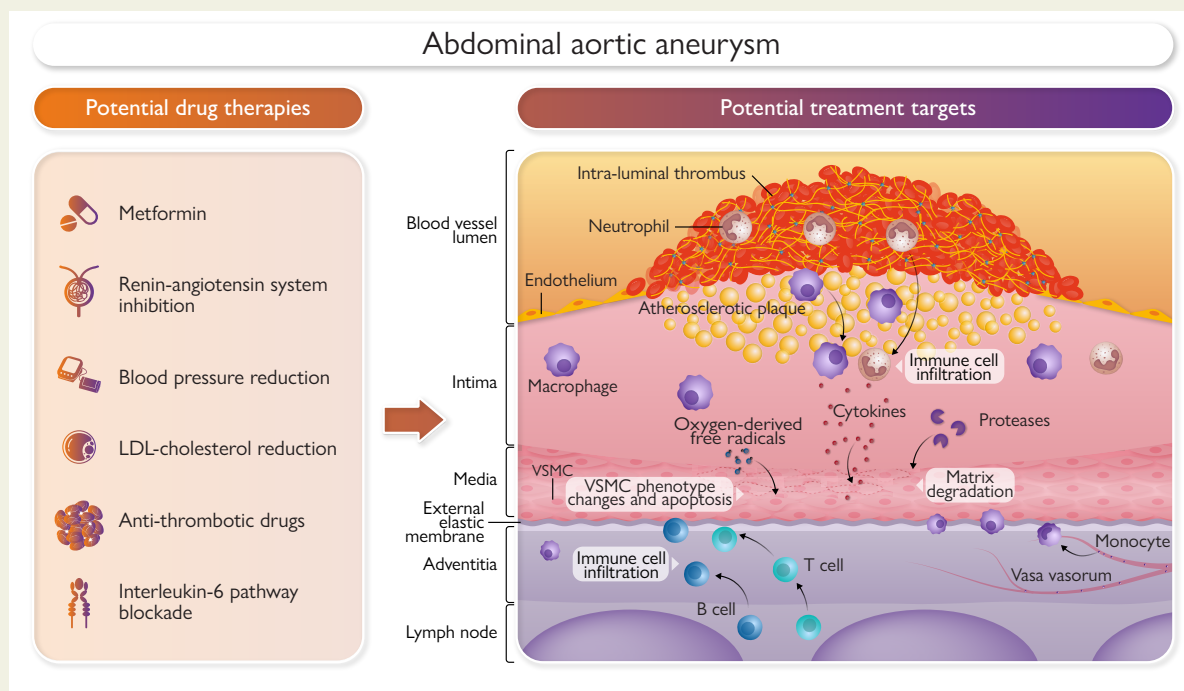 Abdominal aortic aneurysm
Potential drug therapies
Metformin
Renin-angiotensin system
inhibition
Blood pressure reduction
LDL-cholesterol reduction
Anti-thrombotic drugs
Interleukin-6 pathway
blockade
Potential treatment targets
Blood vessel
lumen
Intima
Media
External
elastic
membrane
Adventitia
Lymph node
Intra-luminal thrombus
Neutrophil
Endothelium
Atherosclerotic plaque
Immune cell
infiltration
Macrophage
Cytokines
Oxygen-derived
free radicals
Proteases
VSMC
VSMC phenotype
changes and apoptosis
Matrix
degradation
Monocyte
Immune cell
infiltration
T cell
Vasa vasorum
B cell